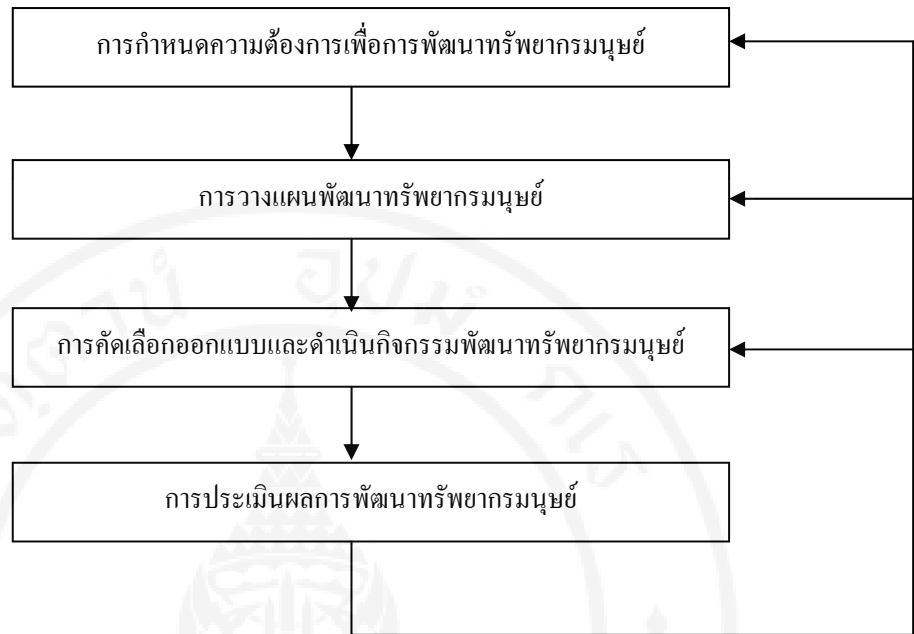 การกำหนดความต้องการเพื่อการพัฒนาทรัพยากรมนุษย์
การวางแผนพัฒนาทรัพยากรมนุษย์
การคัดเลือกออกแบบและดำเนินกิจกรรมพัฒนาทรัพยากรมนุษย์
การประเมินผลการพัฒนาทรัพยากรมนุษย์